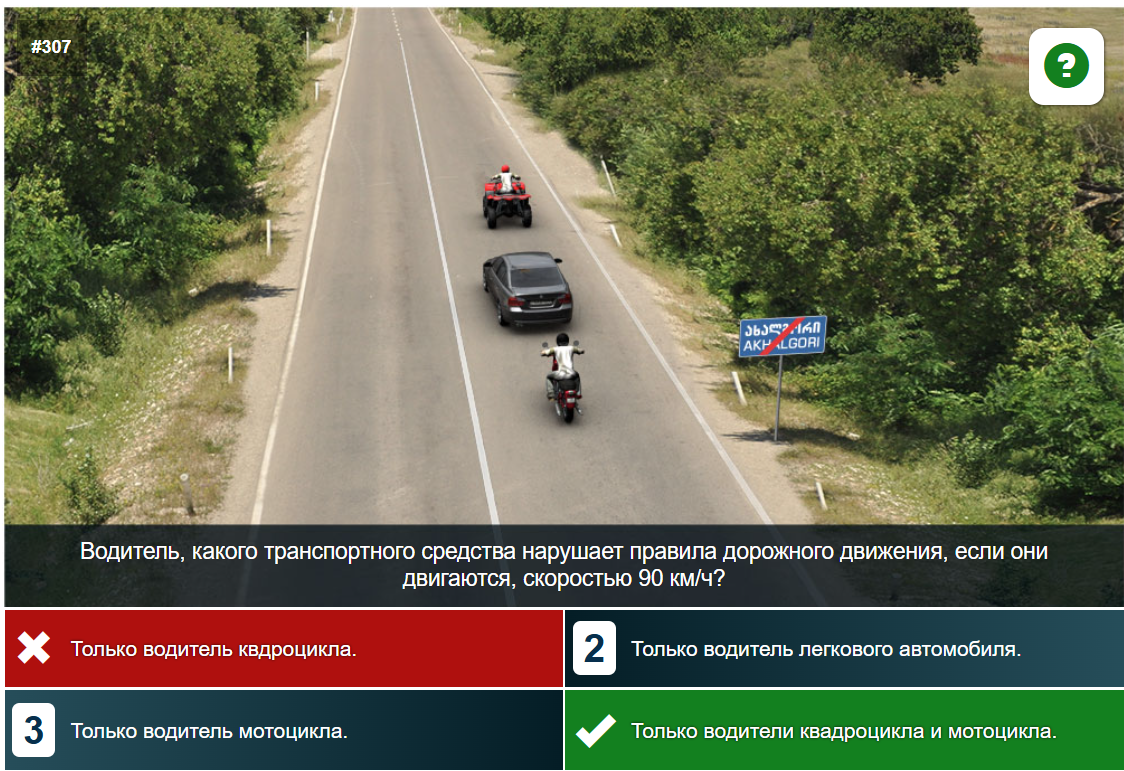 #307
?
ახალგორი
AKHALGORI
Водитель, какого транспортного средства нарушает правила дорожного движения, если они
двигаются, скоростью 90 км/ч?
Только водитель квдроцикла.
2 Только водитель легкового автомобиля.
3 Только водитель мотоцикла.
Только водители квадроцикла и мотоцикла.